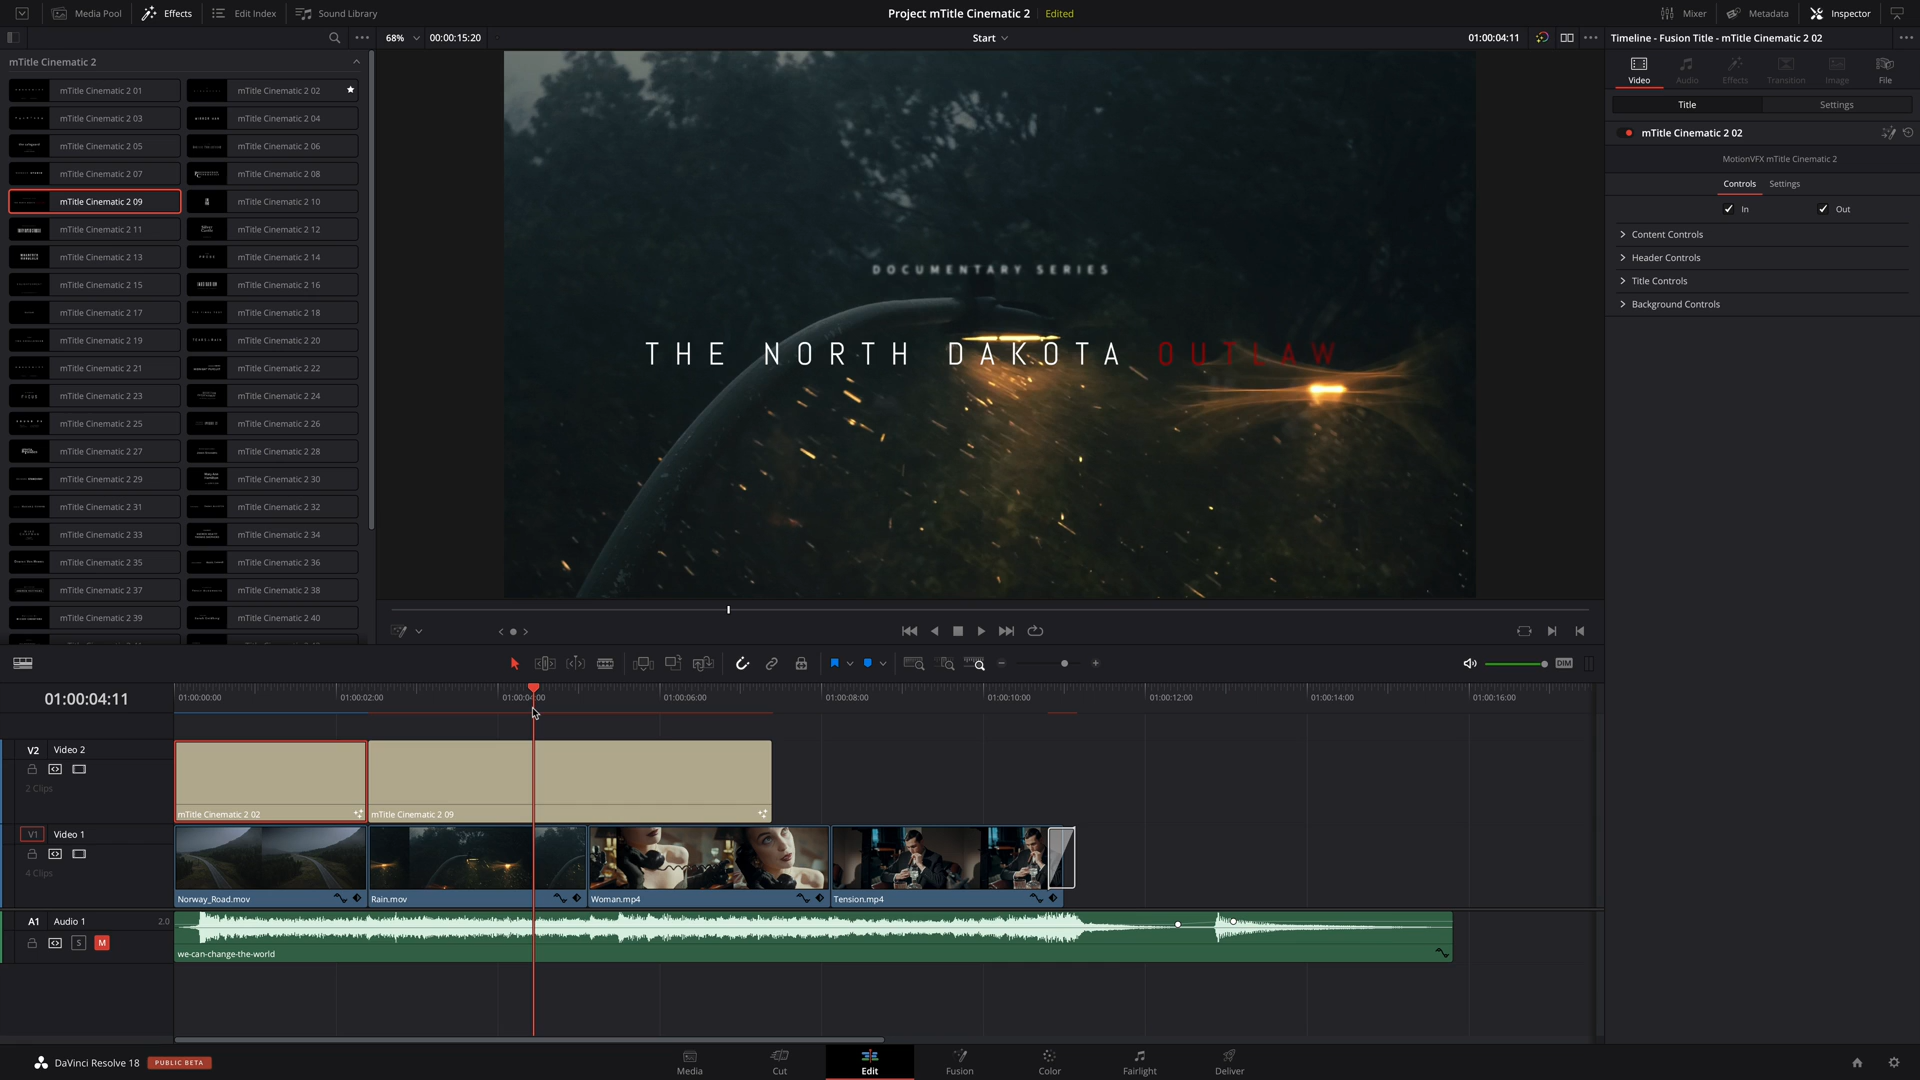 Media Pool
Effects
Edit Index
Sound Library
Project mTitle Cinematic 2
Edited
Mixer
Metadata
Inspector
68%
00:00:15:20
Start
01:00:04:11
Timeline - Fusion Title - mTitle Cinematic 2 02
mTitle Cinematic 2
mTitle Cinematic 2 01
mTitle Cinematic 2 02
mTitle Cinematic 2 03
mTitle Cinematic 2 04
mTitle Cinematic 2 05
mTitle Cinematic 2 06
mTitle Cinematic 2 07
mTitle Cinematic 2 08
mTitle Cinematic 2 09
mTitle Cinematic 2 10
mTitle Cinematic 2 11
mTitle Cinematic 2 12
mTitle Cinematic 2 13
mTitle Cinematic 2 14
mTitle Cinematic 2 15
mTitle Cinematic 2 16
mTitle Cinematic 2 17
mTitle Cinematic 2 18
mTitle Cinematic 2 19
mTitle Cinematic 2 20
mTitle Cinematic 2 21
mTitle Cinematic 2 22
mTitle Cinematic 2 23
mTitle Cinematic 2 24
mTitle Cinematic 2 25
mTitle Cinematic 2 26
mTitle Cinematic 2 27
mTitle Cinematic 2 28
mTitle Cinematic 2 29
mTitle Cinematic 2 30
mTitle Cinematic 2 31
mTitle Cinematic 2 32
mTitle Cinematic 2 33
mTitle Cinematic 2 34
mTitle Cinematic 2 35
mTitle Cinematic 2 36
mTitle Cinematic 2 37
mTitle Cinematic 2 38
mTitle Cinematic 2 39
mTitle Cinematic 2 40
DOCUMENTARY SERIES
THE NORTH DAKOTA OUTLAW
Video
Audio
Effects
Transition
Image
File
Title
Settings
mTitle Cinematic 2 02
MotionVFX mTitle Cinematic 2
Controls
Settings
In
Out
Content Controls
Header Controls
Title Controls
Background Controls
DIM
01:00:04:11
01:00:00:00
01:00:02:00
01:00:04:00
01:00:06:00
01:00:08:00
01:00:10:00
01:00:12:00
01:00:14:00
01:00:16:00
V2
Video 2
2 Clips
mTitle Cinematic 2 02
mTitle Cinematic 2 09
V1
Video 1
4 Clips
Norway_Road.mov
Rain.mov
Woman.mp4
Tension.mp4
A1
Audio 1
2.0
S
M
we-can-change-the-world
DaVinci Resolve 18
PUBLIC BETA
Media
Cut
Edit
Fusion
Color
Fairlight
Deliver